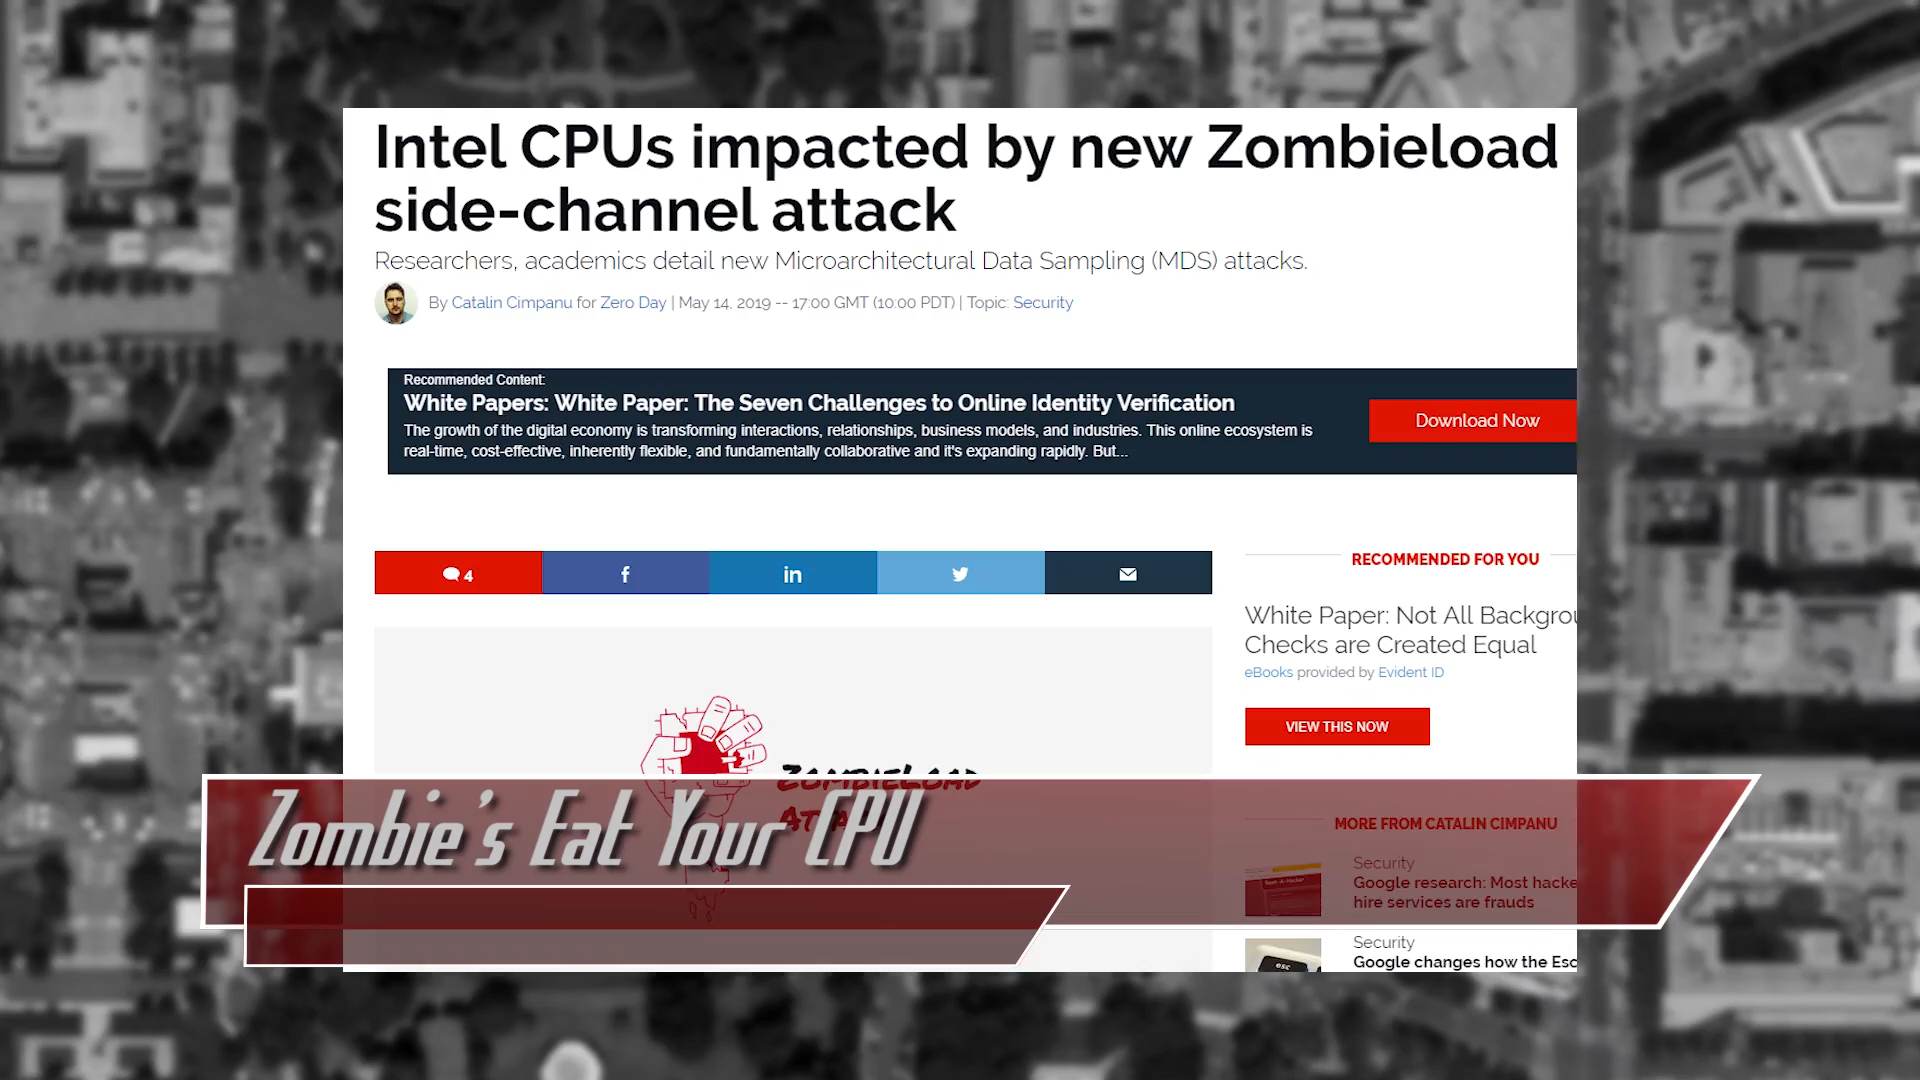 Intel CPUs impacted by new Zombieload
side-channel attack
Researchers, academics detail new Microarchitectural Data Sampling (MDS) attacks.
By Catalin Cimpanu for Zero Day | May 14, 2019 -- 17:00 GMT (10:00 PDT) | Topic: Security
Recommended Content:
White Papers: White Paper: The Seven Challenges to Online Identity Verification
The growth of the digital economy is transforming interactions, relationships, business models, and industries. This online ecosystem is
real-time, cost-effective, inherently flexible, and fundamentally collaborative and it's expanding rapidly. But...
Download Now
4
f
in
RECOMMENDED FOR YOU
White Paper: Not All Backgrou
Checks are Created Equal
eBooks provided by Evident ID
VIEW THIS NOW
ZOMBIELOAD
Zombie's Eat Your CPU
MORE FROM CATALIN CIMPANU
Security
Google research: Most hacke
hire services are frauds
Security
Google changes how the Esc
esc